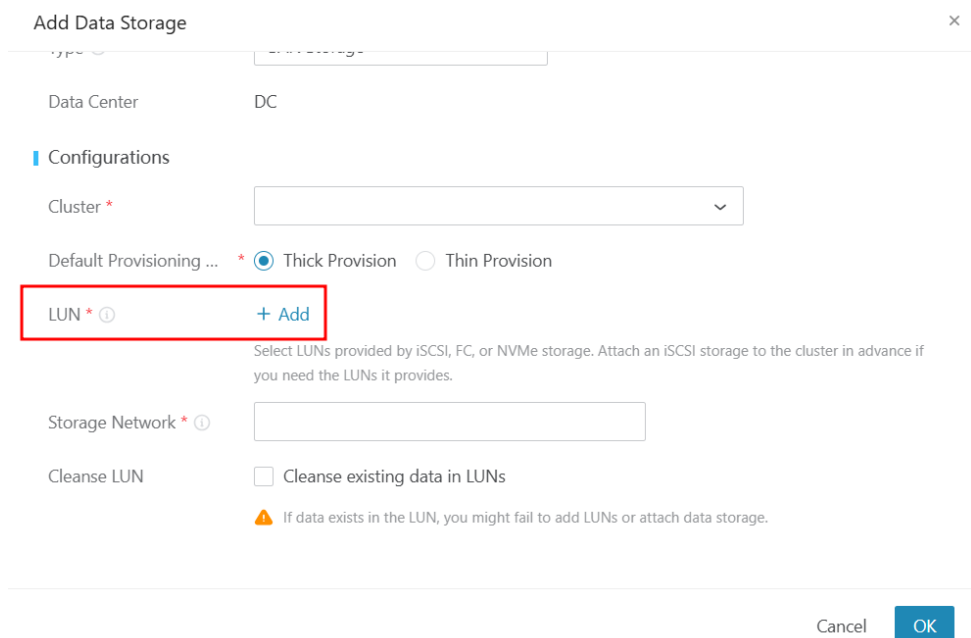 Add Data Storage
Data Center DC
Configurations
Cluster *
Default Provisioning ... * Thick Provision Thin Provision
LUN * + Add
Select LUNs provided by iSCSI, FC, or NVMe storage. Attach an iSCSI storage to the cluster in advance if
you need the LUNs it provides.
Storage Network *
Cleanse LUN Cleanse existing data in LUNs
If data exists in the LUN, you might fail to add LUNs or attach data storage.
Cancel OK